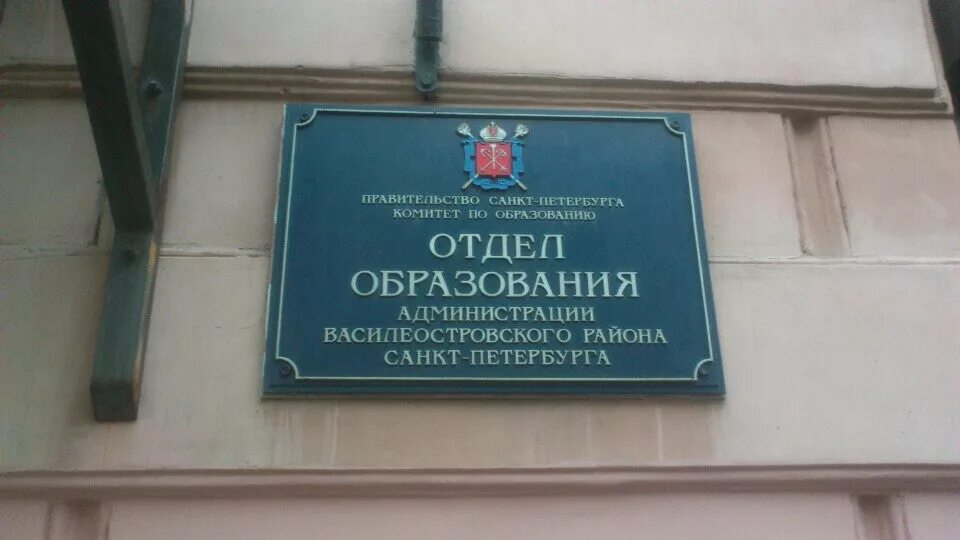 ПРАВИТЕЛЬСТВО САНКТ-ПЕТЕРБУРГА
КОМИТЕТ ПО ОБРАЗОВАНИЮ
ОТДЕЛ
ОБРАЗОВАНИЯ
АДМИНИСТРАЦИИ
ВАСИЛЕОСТРОВСКОГО РАЙОНА
САНКТ-ПЕТЕРБУРГА